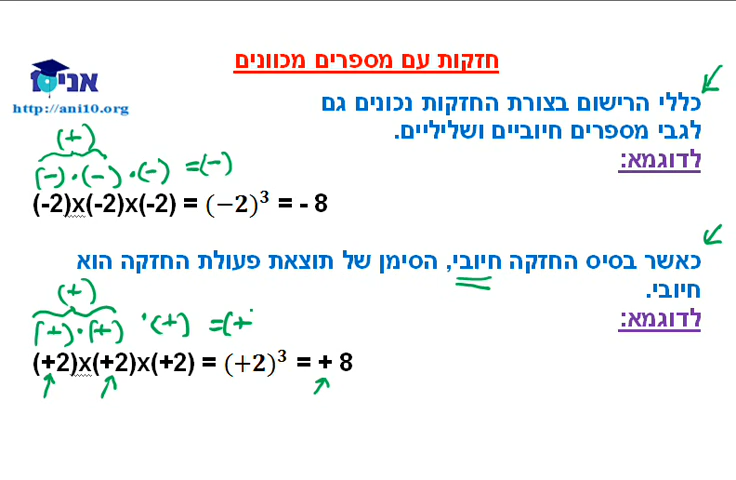 חזקות עם מספרים מכוונים
אני10
http://ani10.org
כללי הרישום בצורת החזקות נכונים גם
לגבי מספרים חיוביים ושליליים.
לדוגמא:
(+)
(-)·(-)·(-) =(-)
(-2)x(-2)x(-2) = (−2)³ = - 8
כאשר בסיס החזקה חיובי, הסימן של תוצאת פעולת החזקה הוא
חיובי.
לדוגמא:
(+)
(+)·(+)·(+) =(+
(+2)x(+2)x(+2) = (+2)³ = + 8